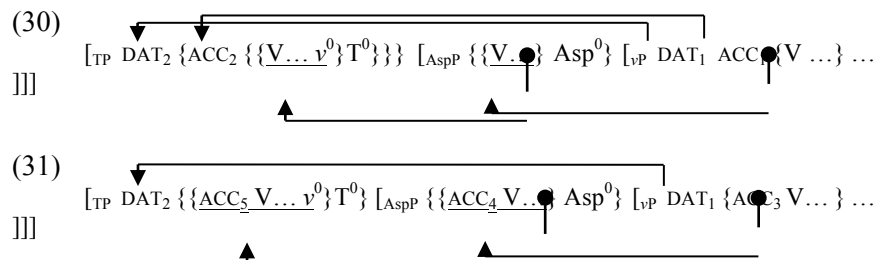 (30)
[TP DAT2 {ACC2 {{V… v0}T0}}} [AspP {{V…} Asp0} [vP DAT1 ACC1 {V …} …
]]]
(31)
[TP DAT2 {{ACC5 V… v0}T0} [AspP {{ACC4 V…} Asp0} [vP DAT1 {ACC3 V…} …
]]]